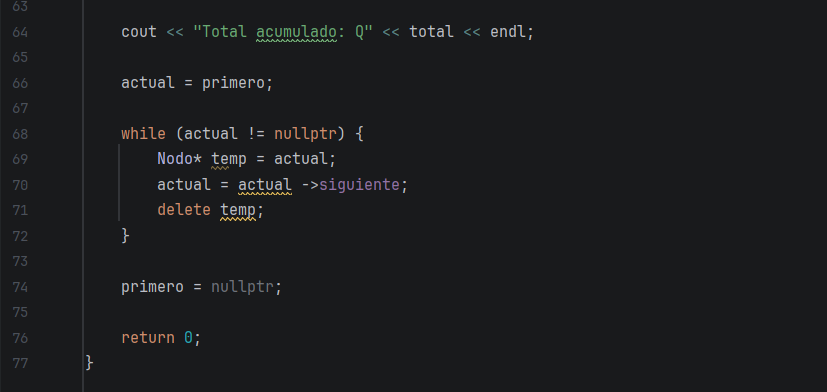 63
64 cout << "Total acumulado: Q" << total << endl;
65
66 actual = primero;
67
68 while (actual != nullptr) {
69 Nodo* temp = actual;
70 actual = actual ->siguiente;
71 delete temp;
72 }
73
74 primero = nullptr;
75
76 return 0;
77 }